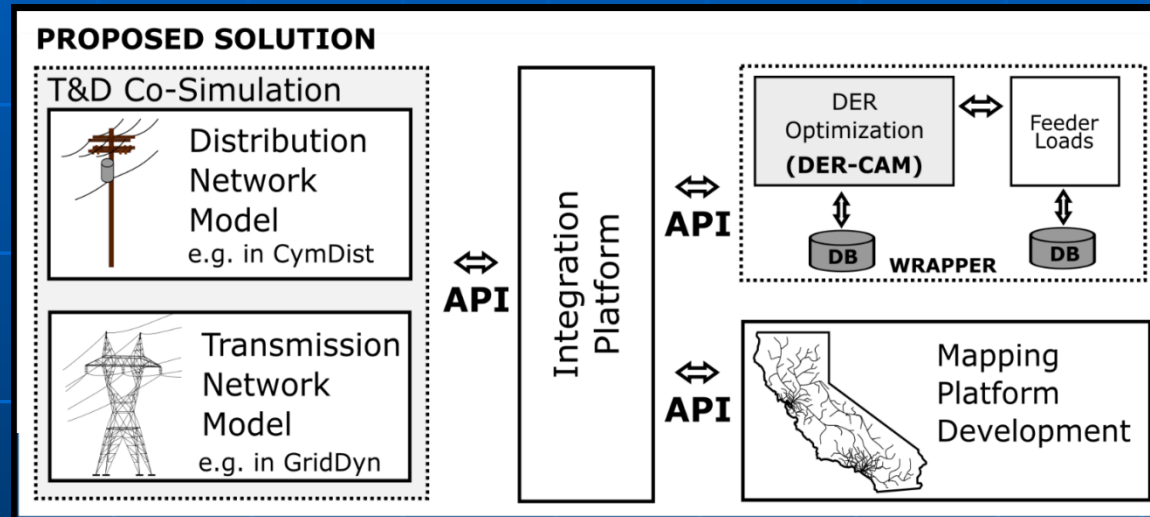 PROPOSED SOLUTION
T&D Co-Simulation
Distribution
Network
Model
e.g. in CymDist
Transmission
Network
Model
e.g. in GridDyn
API
Integration
Platform
API
DER
Optimization
(DER-CAM)
Feeder
Loads
DB
WRAPPER
DB
API
Mapping
Platform
Development